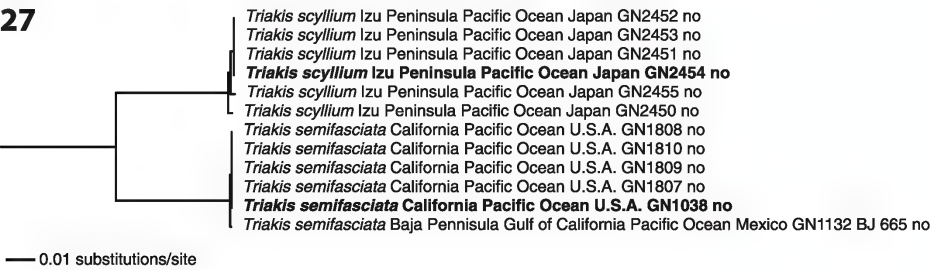 27
Triakis scyllium Izu Peninsula Pacific Ocean Japan GN2452 no
Triakis scyllium Izu Peninsula Pacific Ocean Japan GN2453 no
Triakis scyllium Izu Peninsula Pacific Ocean Japan GN2451 no
Triakis scyllium Izu Peninsula Pacific Ocean Japan GN2454 no
Triakis scyllium Izu Peninsula Pacific Ocean Japan GN2455 no
Triakis scyllium Izu Peninsula Pacific Ocean Japan GN2450 no
Triakis semifasciata California Pacific Ocean U.S.A. GN1808 no
Triakis semifasciata California Pacific Ocean U.S.A. GN1810 no
Triakis semifasciata California Pacific Ocean U.S.A. GN1809 no
Triakis semifasciata California Pacific Ocean U.S.A. GN1807 no
Triakis semifasciata California Pacific Ocean U.S.A. GN1038 no
Triakis semifasciata Baja Pennisula Gulf of California Pacific Ocean Mexico GN1132 BJ 665 no
0.01 substitutions/site